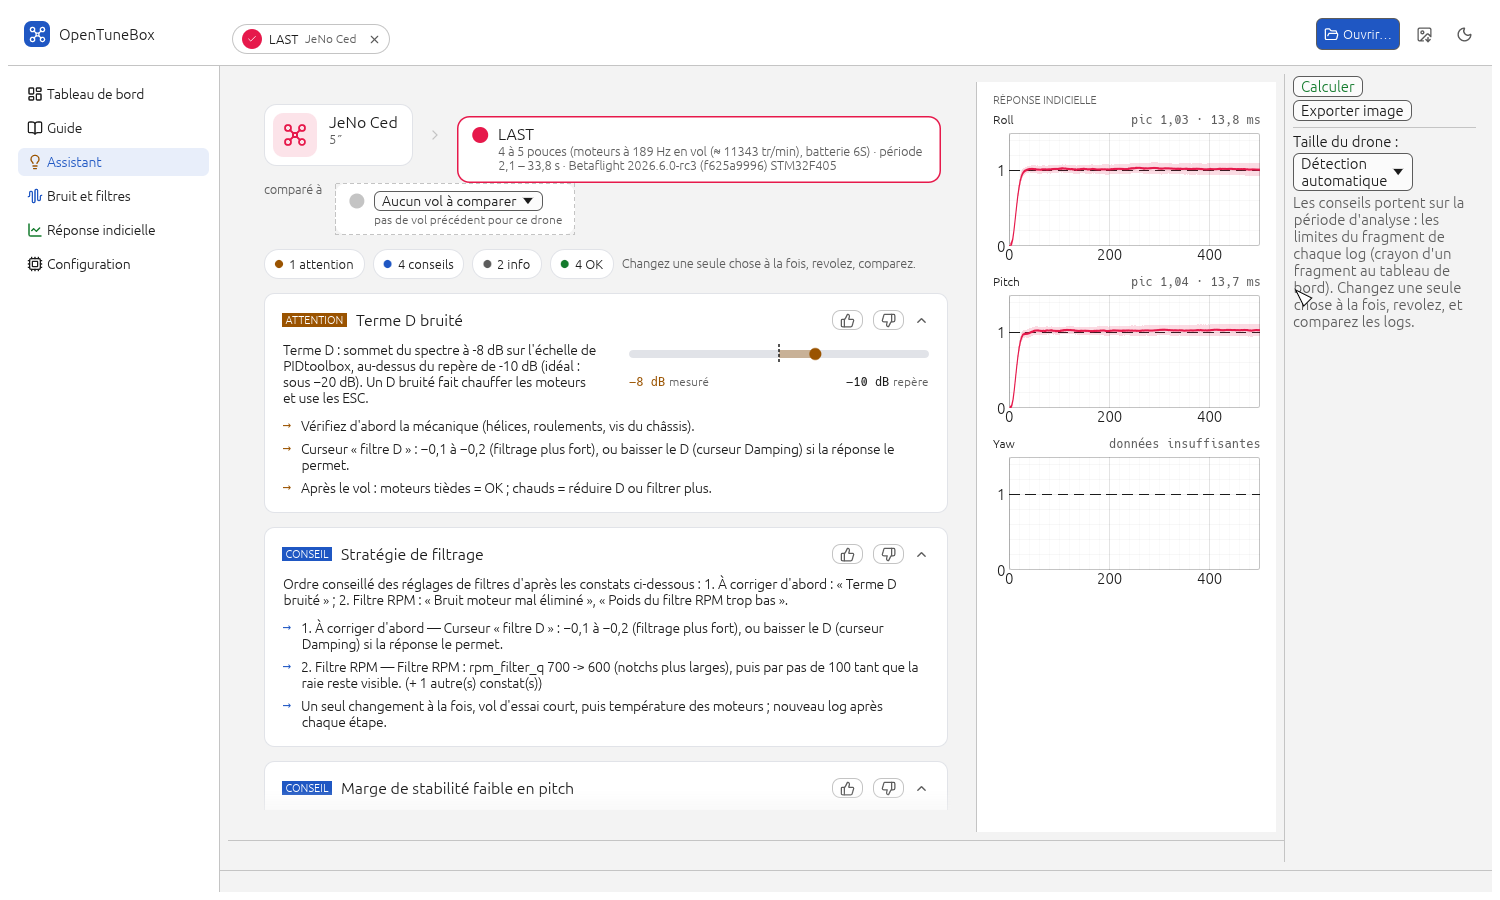 OpenTuneBox
LAST JeNo Ced
Ouvrir...
Tableau de bord
Guide
Assistant
Bruit et filtres
Réponse indicielle
Configuration
JeNo Ced
5″
LAST
4 à 5 pouces (moteurs à 189 Hz en vol (≈ 11343 tr/min), batterie 6S) · période
2,1 – 33,8 s · Betaflight 2026.6.0-rc3 (f625a9996) STM32F405
comparé à
Aucun vol à comparer
pas de vol précédent pour ce drone
1 attention
4 conseils
2 info
4 OK
Changez une seule chose à la fois, revolez, comparez.
ATTENTION Terme D bruité
Terme D : sommet du spectre à -8 dB sur l'échelle de
PIDtoolbox, au-dessus du repère de -10 dB (idéal :
sous −20 dB). Un D bruité fait chauffer les moteurs
et use les ESC.
−8 dB mesuré
−10 dB repère
→ Vérifiez d'abord la mécanique (hélices, roulements, vis du châssis).
→ Curseur « filtre D » : −0,1 à −0,2 (filtrage plus fort), ou baisser le D (curseur Damping) si la réponse le
permet.
→ Après le vol : moteurs tièdes = OK ; chauds = réduire D ou filtrer plus.
CONSEIL Stratégie de filtrage
Ordre conseillé des réglages de filtres d'après les constats ci-dessous : 1. À corriger d'abord : « Terme D
bruité » ; 2. Filtre RPM : « Bruit moteur mal éliminé », « Poids du filtre RPM trop bas ».
→ 1. À corriger d'abord — Curseur « filtre D » : −0,1 à −0,2 (filtrage plus fort), ou baisser le D (curseur
Damping) si la réponse le permet.
→ 2. Filtre RPM — Filtre RPM : rpm_filter_q 700 -> 600 (notchs plus larges), puis par pas de 100 tant que la
raie reste visible. (+ 1 autre(s) constat(s))
→ Un seul changement à la fois, vol d'essai court, puis température des moteurs ; nouveau log après
chaque étape.
CONSEIL Marge de stabilité faible en pitch
RÉPONSE INDICIELLE
Roll pic 1,03 · 13,8 ms
1
0
0 200 400
Pitch pic 1,04 · 13,7 ms
1
0
0 200 400
Yaw données insuffisantes
1
0
0 200 400
Calculer
Exporter image
Taille du drone :
Détection
automatique
Les conseils portent sur la
période d'analyse : les
limites du fragment de
chaque log (crayon d'un
fragment au tableau de
bord). Changez une seule
chose à la fois, revolez, et
comparez les logs.